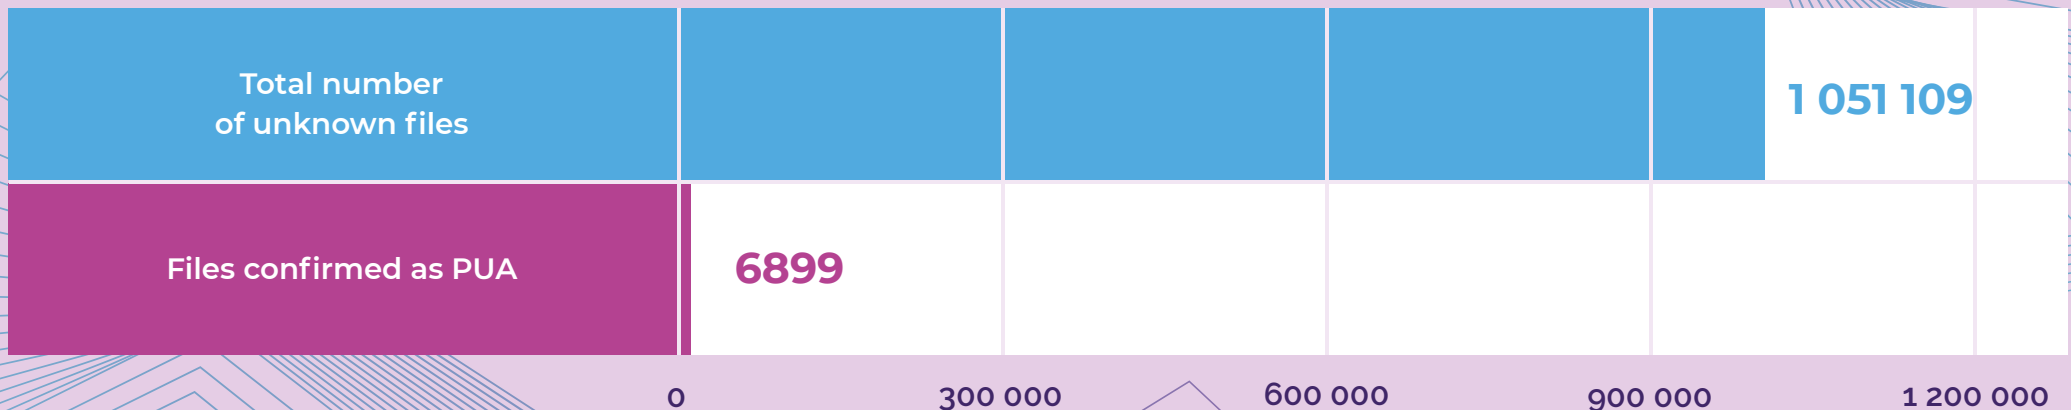 Total number
of unknown files
1 051 109
Files confirmed as PUA
6899
0
300 000
600 000
900 000
1 200 000